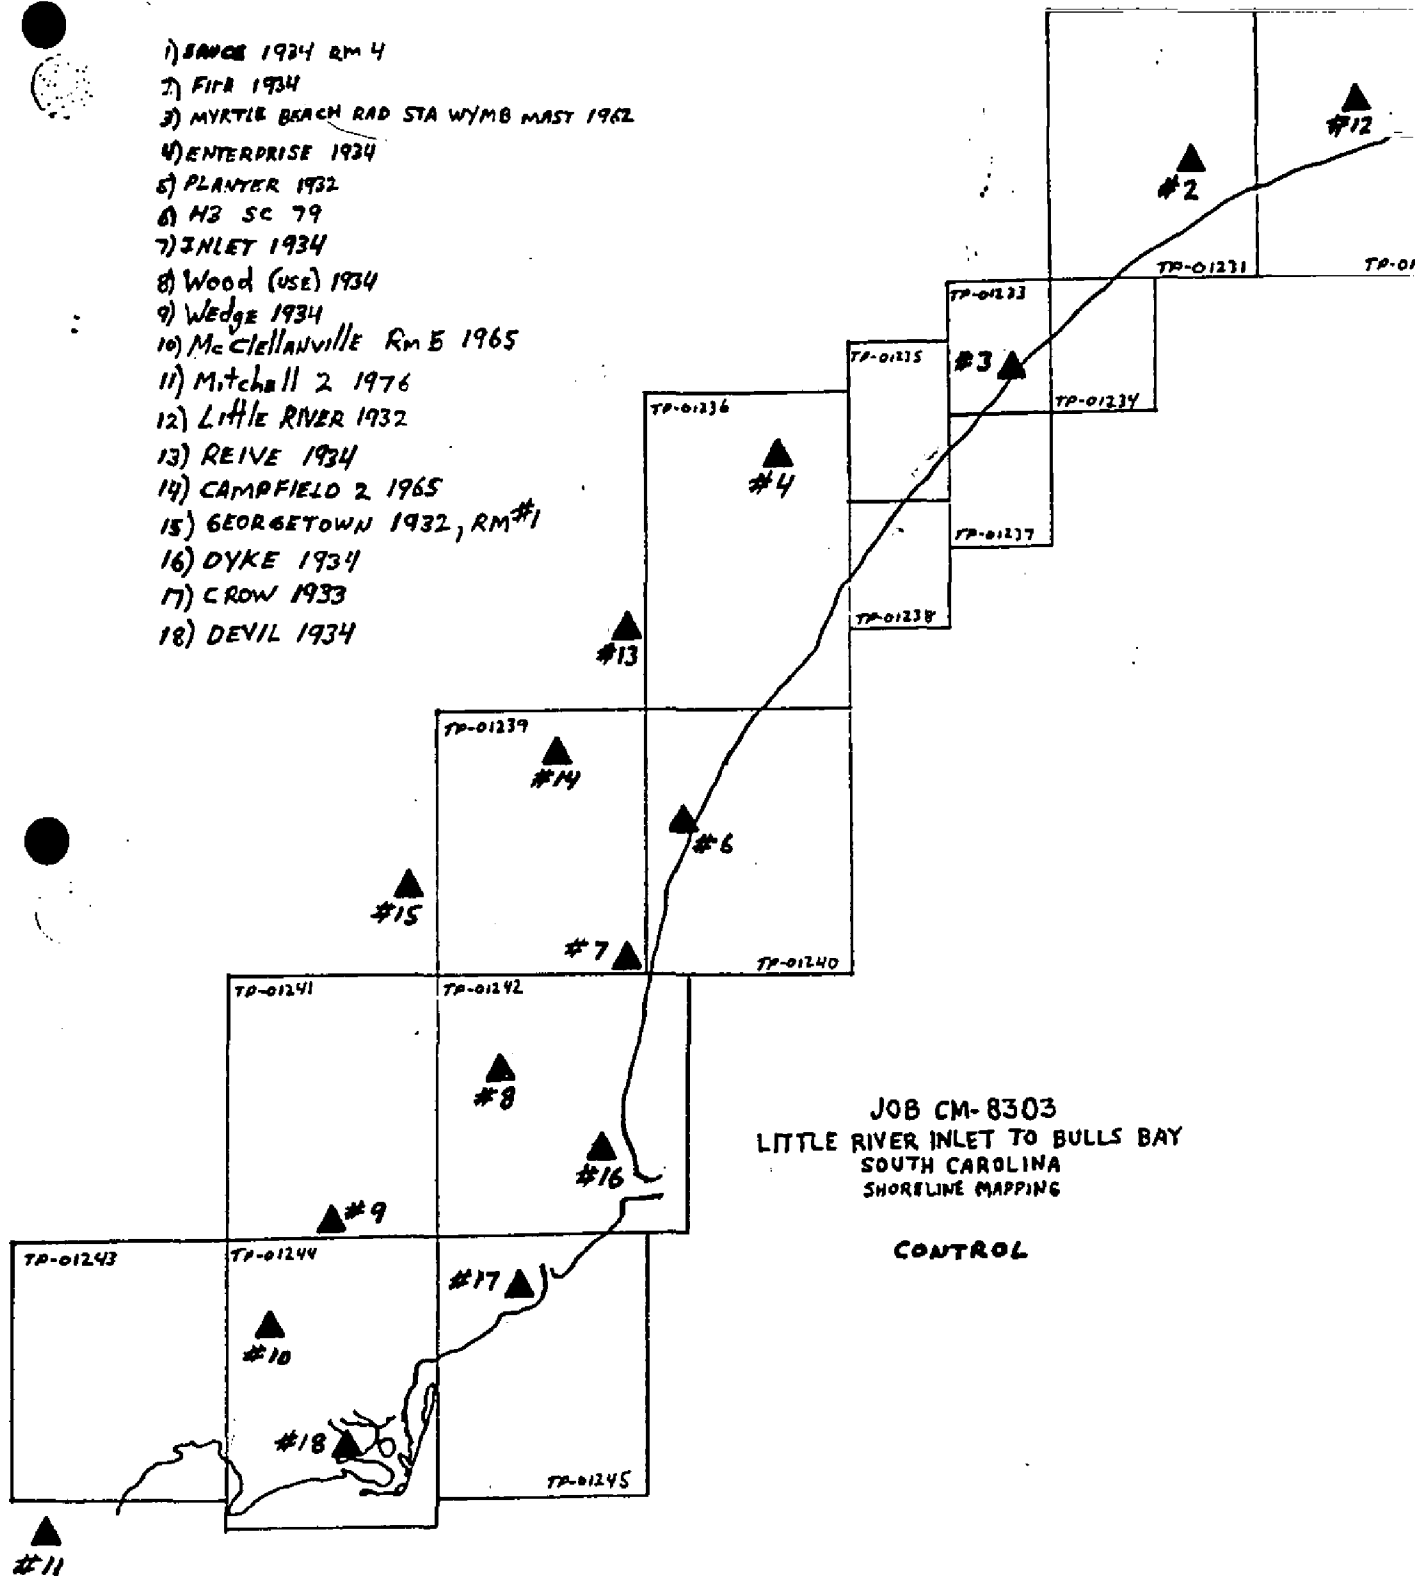 1) SAUCE 1934 RM 4
2) FIRA 1934
3) MYRTLE BEACH RAD STA WYMB MAST 1962
4) ENTERPRISE 1934
5) PLANTER 1932
6) H3 SC 79
7) INLET 1934
8) Wood (USE) 1934
9) Wedge 1934
10) McClellanville Rm 5 1965
11) Mitchell 2 1976
12) Little RIVER 1932
13) REIVE 1934
14) CAMPFIELD 2 1965
15) GEORGETOWN 1932, RM#1
16) DYKE 1934
17) CROW 1933
18) DEVIL 1934
#12
#2
TP-01231
TP-01
TP-01233
TP-01235
#3
TP-01234
TP-01236
#4
TP-01237
TP-01238
#13
TP-01239
#14
#6
#15
#7
TP-01240
TP-01241
TP-01242
#8
#16
JOB CM-8303
LITTLE RIVER INLET TO BULLS BAY
SOUTH CAROLINA
SHORELINE MAPPING
CONTROL
#9
TP-01243
TP-01244
#17
#10
#18
TP-01245
#11